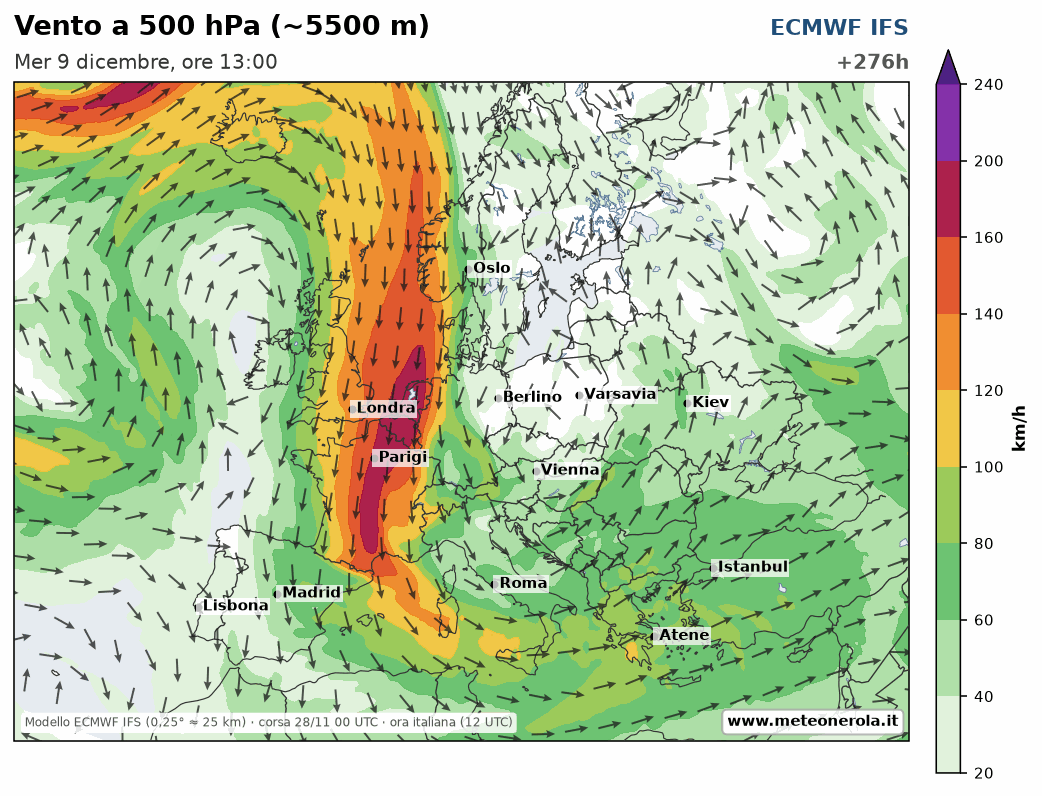 Vento a 500 hPa (~5500 m)
ECMWF IFS
Mer 9 dicembre, ore 13:00
+276h
240
200
160
140
120
100
80
60
40
20
km/h
Oslo
Londra
Berlino
Varsavia
Kiev
Parigi
Vienna
Istanbul
Roma
Madrid
Lisbona
Atene
Modello ECMWF IFS (0,25° ≈ 25 km) · corsa 28/11 00 UTC · ora italiana (12 UTC)
www.meteonerola.it